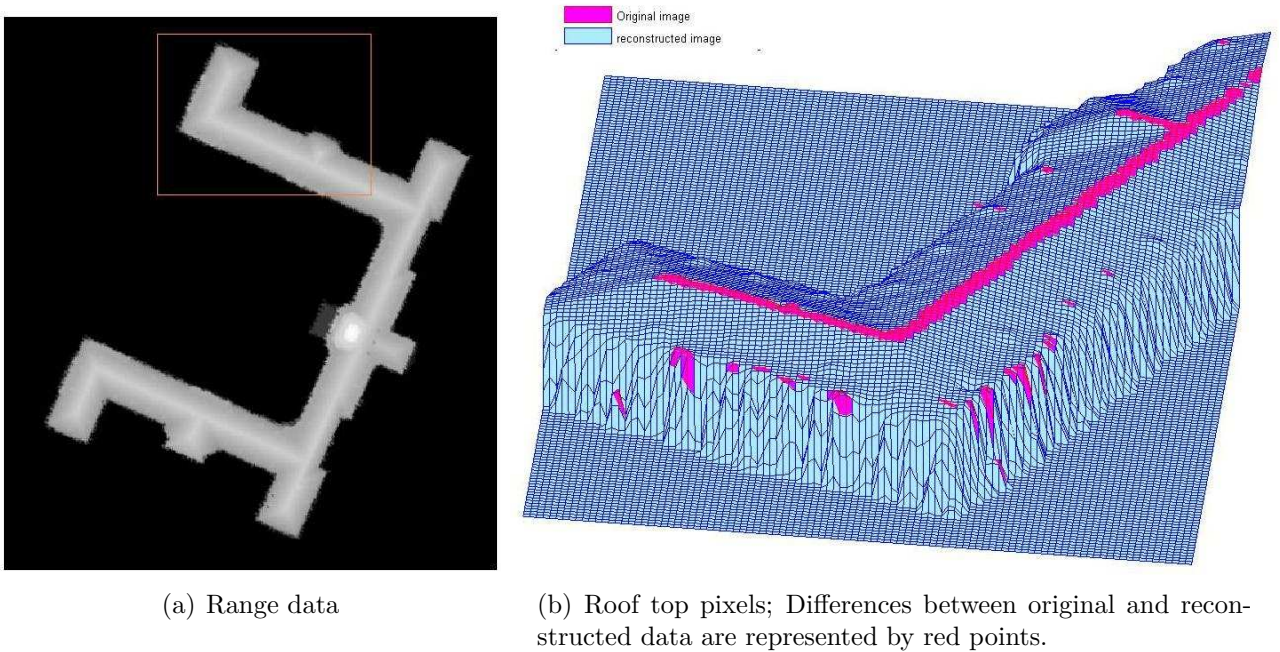 Original image
reconstructed image
(a) Range data
(b) Roof top pixels; Differences between original and recon-
structed data are represented by red points.